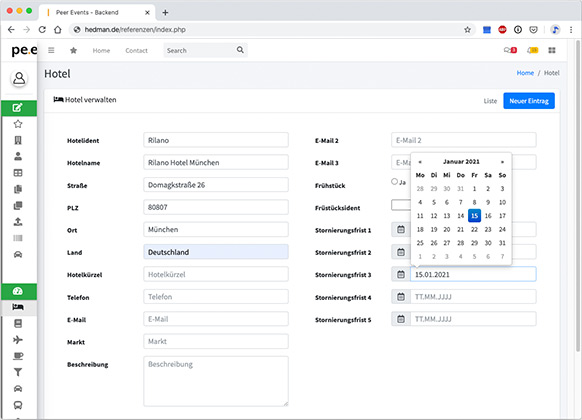 Peer Events – Backend
hedman.de/referenzen/index.php
pe.e
Home
Contact
Search
Hotel
Home / Hotel
Hotel verwalten
Liste
Neuer Eintrag
Hotelident
Rilano
Hotelname
Rilano Hotel München
Straße
Domagkstraße 26
PLZ
80807
Ort
München
Land
Deutschland
Hotelkürzel
Hotelkürzel
Telefon
Telefon
E-Mail
E-Mail
Markt
Markt
Beschreibung
Beschreibung
E-Mail 2
E-Mail 2
E-Mail 3
E-Ma
Frühstück
Ja
Früstücksident
Stornierungsfrist 1
Stornierungsfrist 2
Stornierungsfrist 3
15.01.2021
Stornierungsfrist 4
TT.MM.JJJJ
Stornierungsfrist 5
TT.MM.JJJJ
« Januar 2021 »
Mo Di Mi Do Fr Sa So
28 29 30 31 1 2 3
4 5 6 7 8 9 10
11 12 13 14 15 16 17
18 19 20 21 22 23 24
25 26 27 28 29 30 31
1 2 3 4 5 6 7